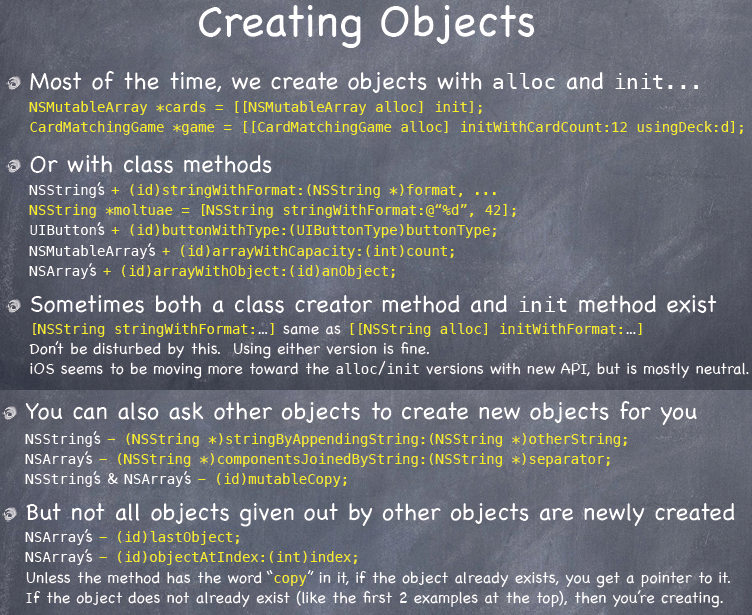 Creating Objects
Most of the time, we create objects with alloc and init...
NSMutableArray *cards = [[NSMutableArray alloc] init];
CardMatchingGame *game = [[CardMatchingGame alloc] initWithCardCount:12 usingDeck:d];
Or with class methods
NSString's + (id)stringWithFormat:(NSString *)format, ...
NSString *moltuae = [NSString stringWithFormat:@“%d”, 42];
UIButton's + (id)buttonWithType:(UIButtonType)buttonType;
NSMutableArray's + (id)arrayWithCapacity:(int)count;
NSArray's + (id)arrayWithObject:(id)anObject;
Sometimes both a class creator method and init method exist
[NSString stringWithFormat:…] same as [[NSString alloc] initWithFormat:…]
Don't be disturbed by this. Using either version is fine.
iOS seems to be moving more toward the alloc/init versions with new API, but is mostly neutral.
You can also ask other objects to create new objects for you
NSString's – (NSString *)stringByAppendingString:(NSString *)otherString;
NSArray's – (NSString *)componentsJoinedByString:(NSString *)separator;
NSString's & NSArray's – (id)mutableCopy;
But not all objects given out by other objects are newly created
NSArray's – (id)lastObject;
NSArray's – (id)objectAtIndex:(int)index;
Unless the method has the word “copy” in it, if the object already exists, you get a pointer to it.
If the object does not already exist (like the first 2 examples at the top), then you're creating.